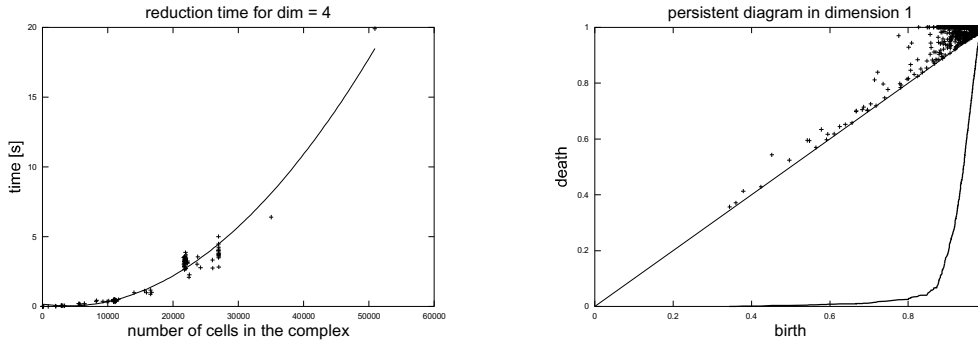 reduction time for dim = 4
20
15
10
5
0
time [s]
0 10000 20000 30000 40000 50000 60000
number of cells in the complex
persistent diagram in dimension 1
1
0.8
0.6
0.4
0.2
0
death
0 0.2 0.4 0.6 0.8
birth